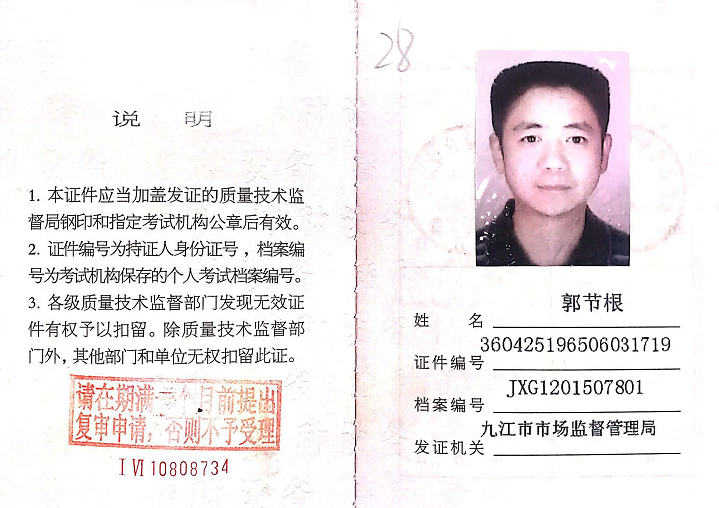 说 明
1. 本证件应当加盖发证的质量技术监
督局钢印和指定考试机构公章后有效。
2. 证件编号为持证人身份证号，档案编
号为考试机构保存的个人考试档案编号。
3. 各级质量技术监督部门发现无效证
件有权予以扣留。除质量技术监督部
门外，其他部门和单位无权扣留此证。
请在期满一个月前提出
复审申请，否则不予受理
IVI10808734
28
姓 名 郭节根
证件编号 360425196506031719
档案编号 JXG1201507801
发证机关 九江市市场监督管理局